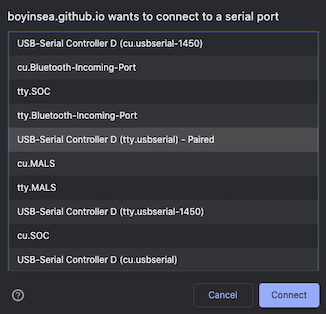 boyinsea.github.io wants to connect to a serial port
USB-Serial Controller D (cu.usbserial-1450)
cu.Bluetooth-Incoming-Port
tty.SOC
tty.Bluetooth-Incoming-Port
USB-Serial Controller D (tty.usbserial) - Paired
cu.MALS
tty.MALS
USB-Serial Controller D (tty.usbserial-1450)
cu.SOC
USB-Serial Controller D (cu.usbserial)
? Cancel Connect